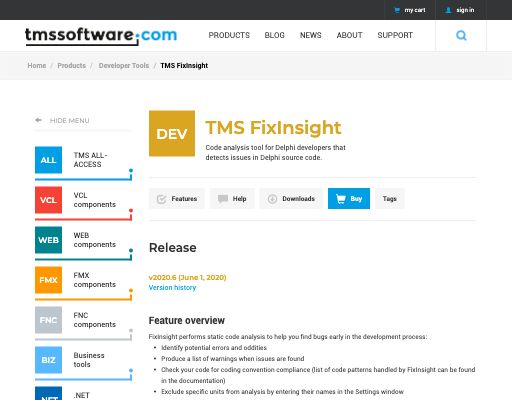 my cart
sign in
tmssoftware.com
PRODUCTS BLOG NEWS ABOUT SUPPORT
Home / Products / Developer Tools / TMS FixInsight
HIDE MENU
ALL
TMS ALL-
ACCESS
VCL
VCL
components
WEB
WEB
components
FMX
FMX
components
FNC
FNC
components
BIZ
Business
tools
.NET
.NET
DEV
TMS FixInsight
Code analysis tool for Delphi developers that
detects issues in Delphi source code.
Features
Help
Downloads
Buy
Tags
Release
v2020.6 (June 1, 2020)
Version history
Feature overview
FixInsight performs static code analysis to help you find bugs early in the development process:
• Identify potential errors and oddities
• Produce a list of warnings when issues are found
• Check your code for coding convention compliance (list of code patterns handled by FixInsight can be found
in the documentation)
• Exclude specific units from analysis by entering their names in the Settings window